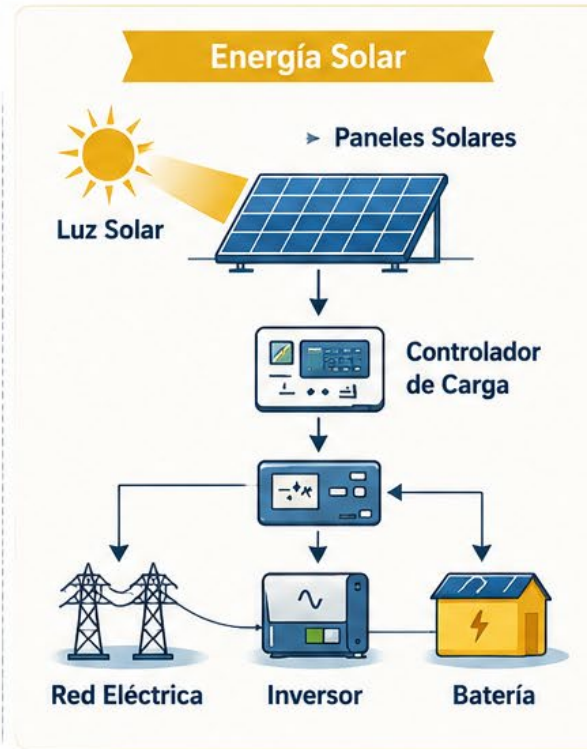 Energía Solar
Paneles Solares
Luz Solar
Controlador
de Carga
Red Eléctrica
Inversor
Batería